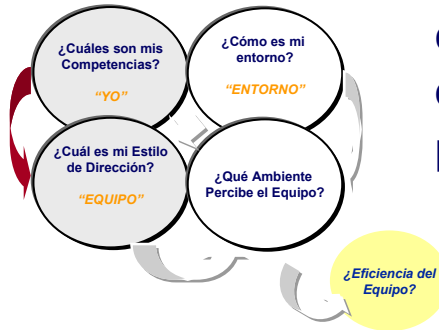 ¿Cuáles son mis
Competencias?
“YO”
¿Cómo es mi
entorno?
“ENTORNO”
¿Cuál es mi Estilo
de Dirección?
“EQUIPO”
¿Qué Ambiente
Percibe el Equipo?
¿Eficiencia del
Equipo?